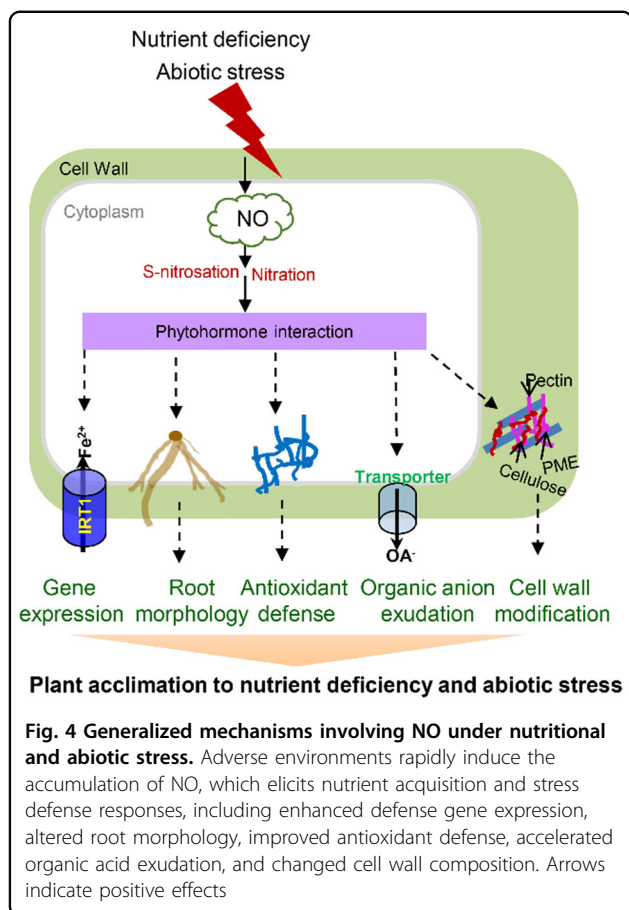 Nutrient deficiency
Abiotic stress
Cell Wall
Cytoplasm
NO
S-nitrosation Nitration
Phytohormone interaction
Fe²⁺
IRT1
Transporter
OA⁻
Pectin
PME
Cellulose
Gene expression
Root morphology
Antioxidant defense
Organic anion exudation
Cell wall modification
Plant acclimation to nutrient deficiency and abiotic stress
Fig. 4 Generalized mechanisms involving NO under nutritional
and abiotic stress. Adverse environments rapidly induce the
accumulation of NO, which elicits nutrient acquisition and stress
defense responses, including enhanced defense gene expression,
altered root morphology, improved antioxidant defense, accelerated
organic acid exudation, and changed cell wall composition. Arrows
indicate positive effects